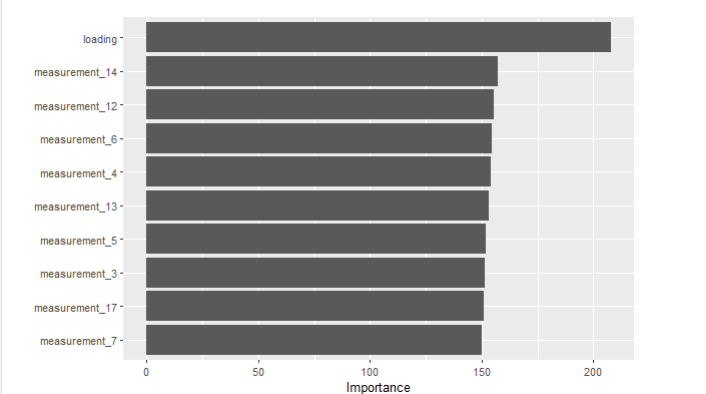 loading
measurement_14
measurement_12
measurement_6
measurement_4
measurement_13
measurement_5
measurement_3
measurement_17
measurement_7
0 50 100 150 200
Importance